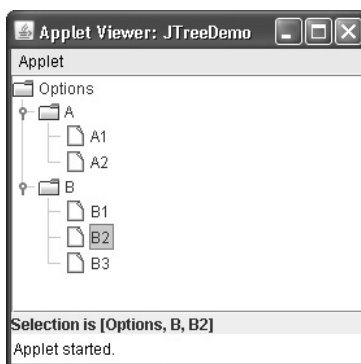 Applet Viewer: JTreeDemo
Applet
Options
A
A1
A2
B
B1
B2
B3
Selection is [Options, B, B2]
Applet started.